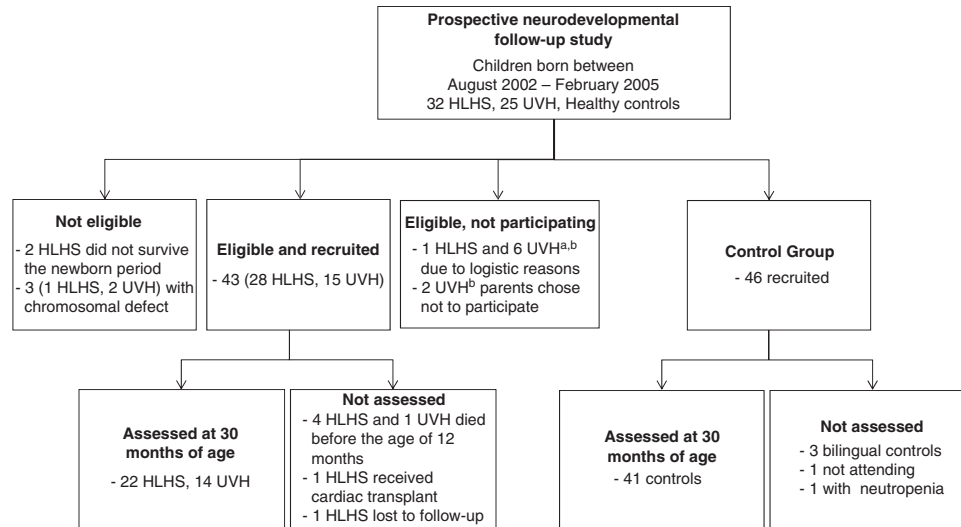 Prospective neurodevelopmental
follow-up study
Children born between
August 2002 – February 2005
32 HLHS, 25 UVH, Healthy controls
Not eligible
- 2 HLHS did not survive
the newborn period
- 3 (1 HLHS, 2 UVH) with
chromosomal defect
Eligible and recruited
- 43 (28 HLHS, 15 UVH)
Eligible, not participating
- 1 HLHS and 6 UVHa,b
due to logistic reasons
- 2 UVHb parents chose
not to participate
Control Group
- 46 recruited
Assessed at 30
months of age
- 22 HLHS, 14 UVH
Not assessed
- 4 HLHS and 1 UVH died
before the age of 12
months
- 1 HLHS received
cardiac transplant
- 1 HLHS lost to follow-up
Assessed at 30
months of age
- 41 controls
Not assessed
- 3 bilingual controls
- 1 not attending
- 1 with neutropenia